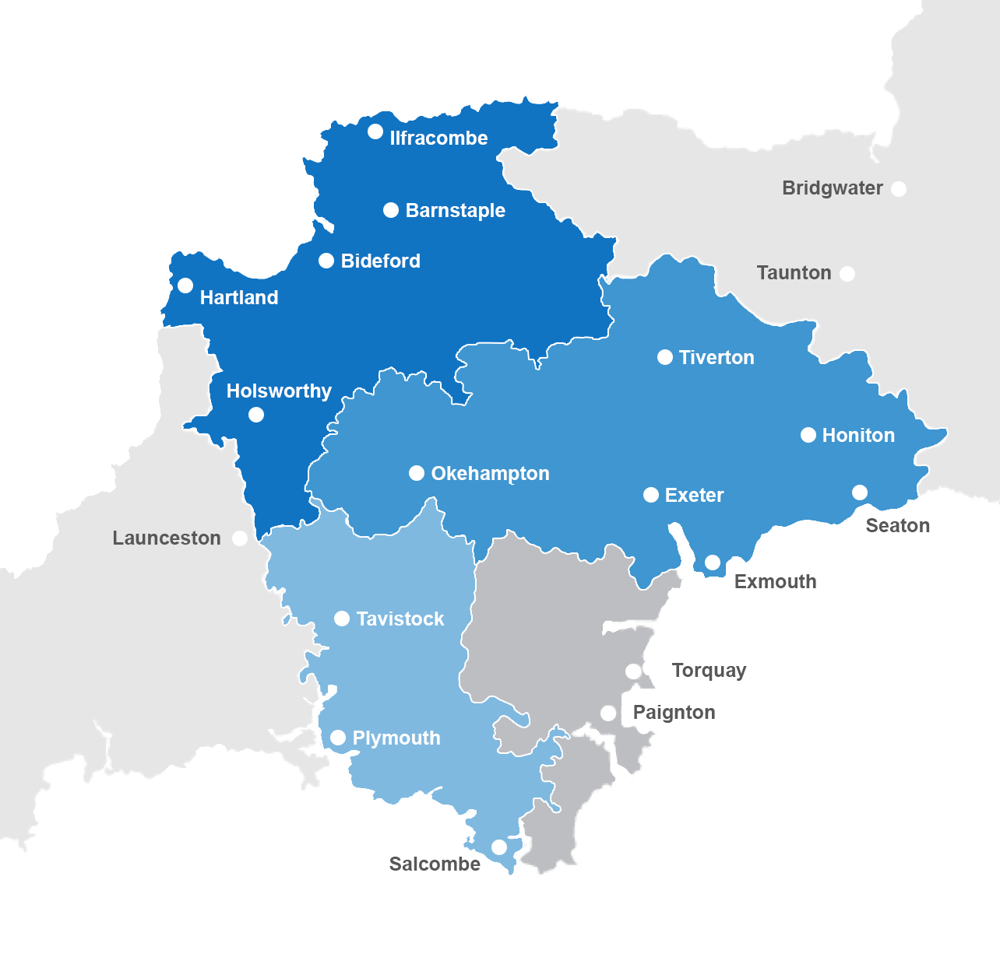 Ilfracombe
Bridgwater
Barnstaple
Bideford
Taunton
Hartland
Tiverton
Holsworthy
Honiton
Okehampton
Exeter
Seaton
Launceston
Exmouth
Tavistock
Torquay
Paignton
Plymouth
Salcombe